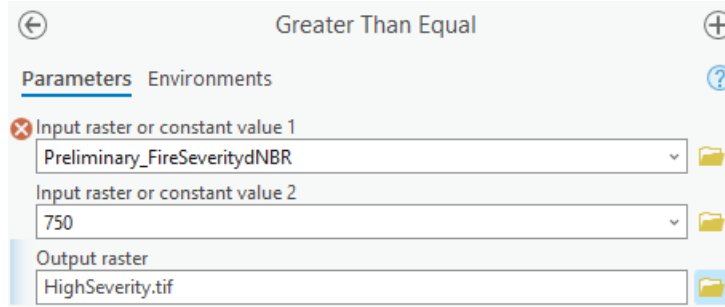 Greater Than Equal
Parameters Environments
?
Input raster or constant value 1
Preliminary_FireSeveritydNBR
Input raster or constant value 2
750
Output raster
HighSeverity.tif